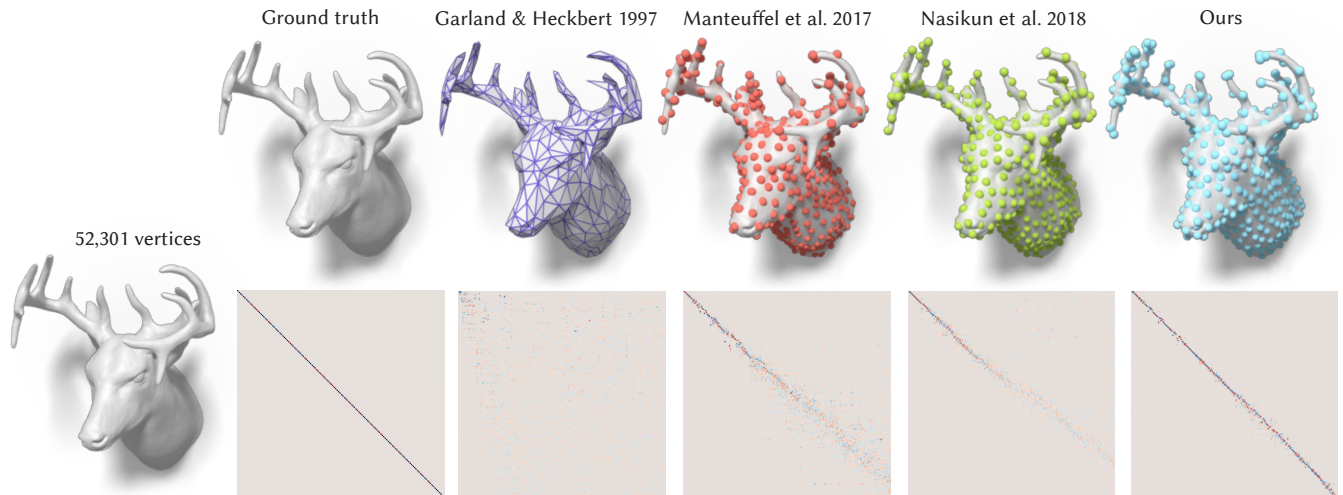 Ground truth
Garland & Heckbert 1997
Manteuffel et al. 2017
Nasikun et al. 2018
Ours
52,301 vertices